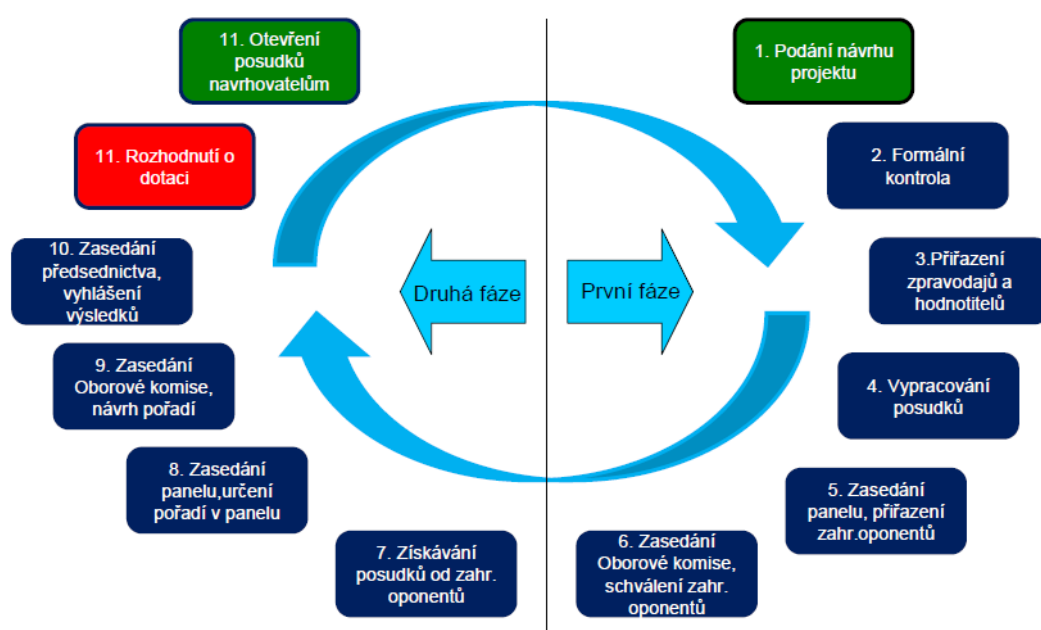 11. Otevření
posudků
navrhovatelům
1. Podání návrhu
projektu
11. Rozhodnutí o
dotaci
2. Formální
kontrola
10. Zasedání
předsednictva,
vyhlášení
výsledků
Druhá fáze
První fáze
3.Přiřazení
zpravodajů a
hodnotitelů
9. Zasedání
Oborové komise,
návrh pořadí
4. Vypracování
posudků
8. Zasedání
panelu,určení
pořadí v panelu
5. Zasedání
panelu, přiřazení
zahr.oponentů
7. Získávání
posudků od zahr.
oponentů
6. Zasedání
Oborové komise,
schválení zahr.
oponentů